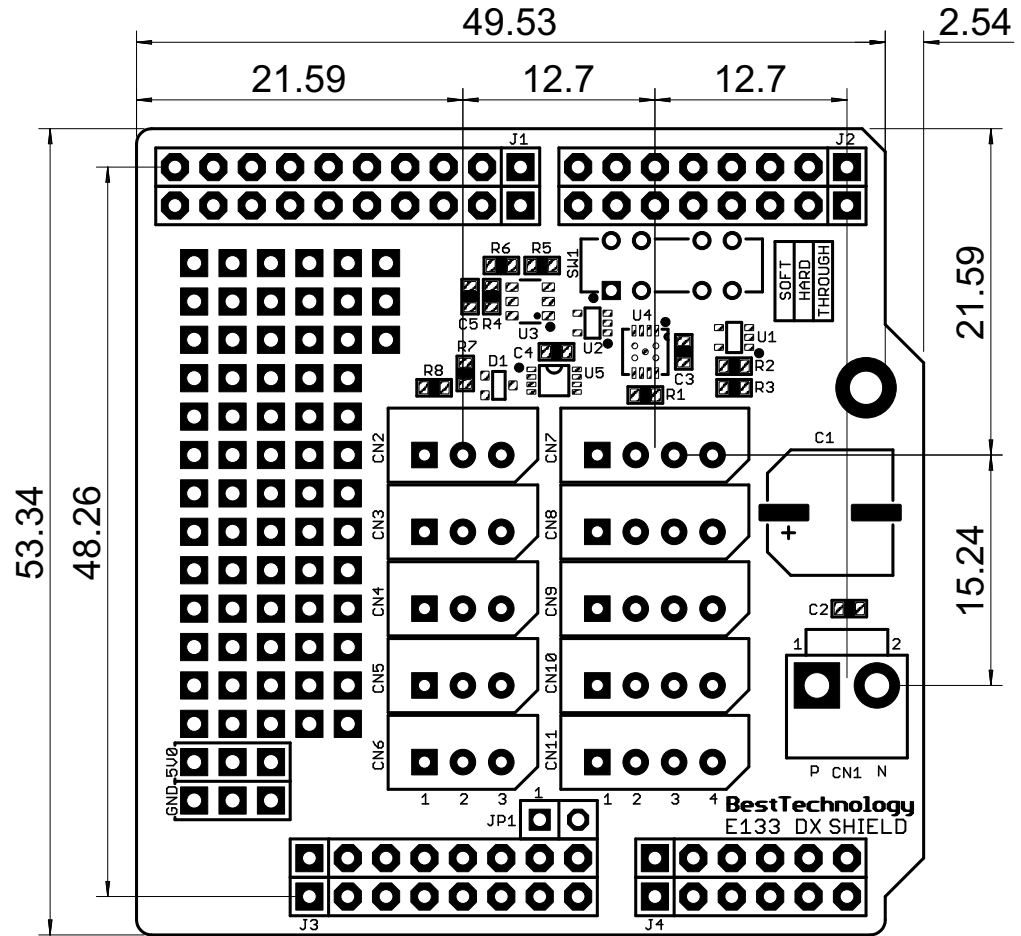 49.53
2.54
21.59
12.7
12.7
J1
J2
R6
R5
SW1
SOFT
HARD
THROUGH
21.59
C5
R4
U3
U4
U2
U1
R7
C4
D1
U5
C3
R2
R8
R1
R3
CN2
CN7
C1
53.34
48.26
CN3
CN8
+
15.24
CN4
CN9
C2
1
2
CN5
CN10
CN6
CN11
P
CN1
N
5V0
GND
1
2
3
1
2
3
4
JP1
1
BestTechnology
E133 DX SHIELD
J3
J4